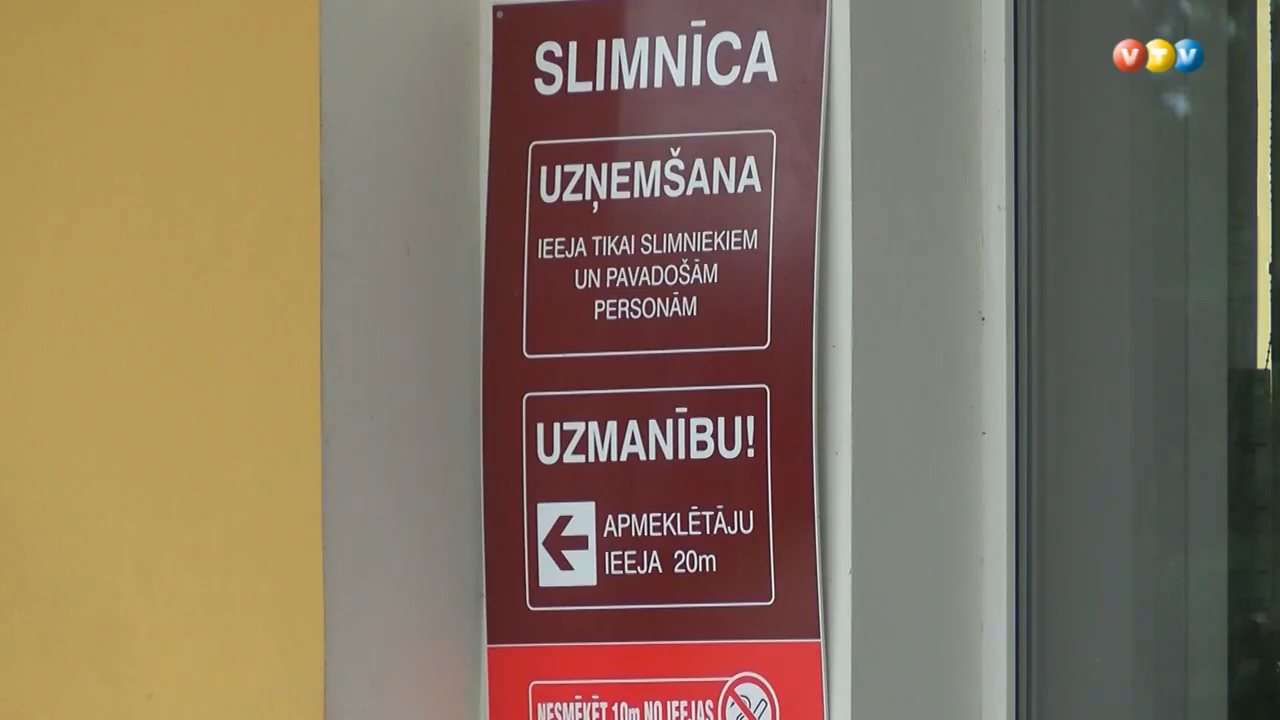 VTV
SLIMNĪCA
UZŅEMŠANA
IEEJA TIKAI SLIMNIEKIEM
UN PAVADOŠĀM
PERSONĀM
UZMANĪBU!
APMEKLĒTĀJU
IEEJA 20m
NESMĒĶĒT 10m NO IEEJAS